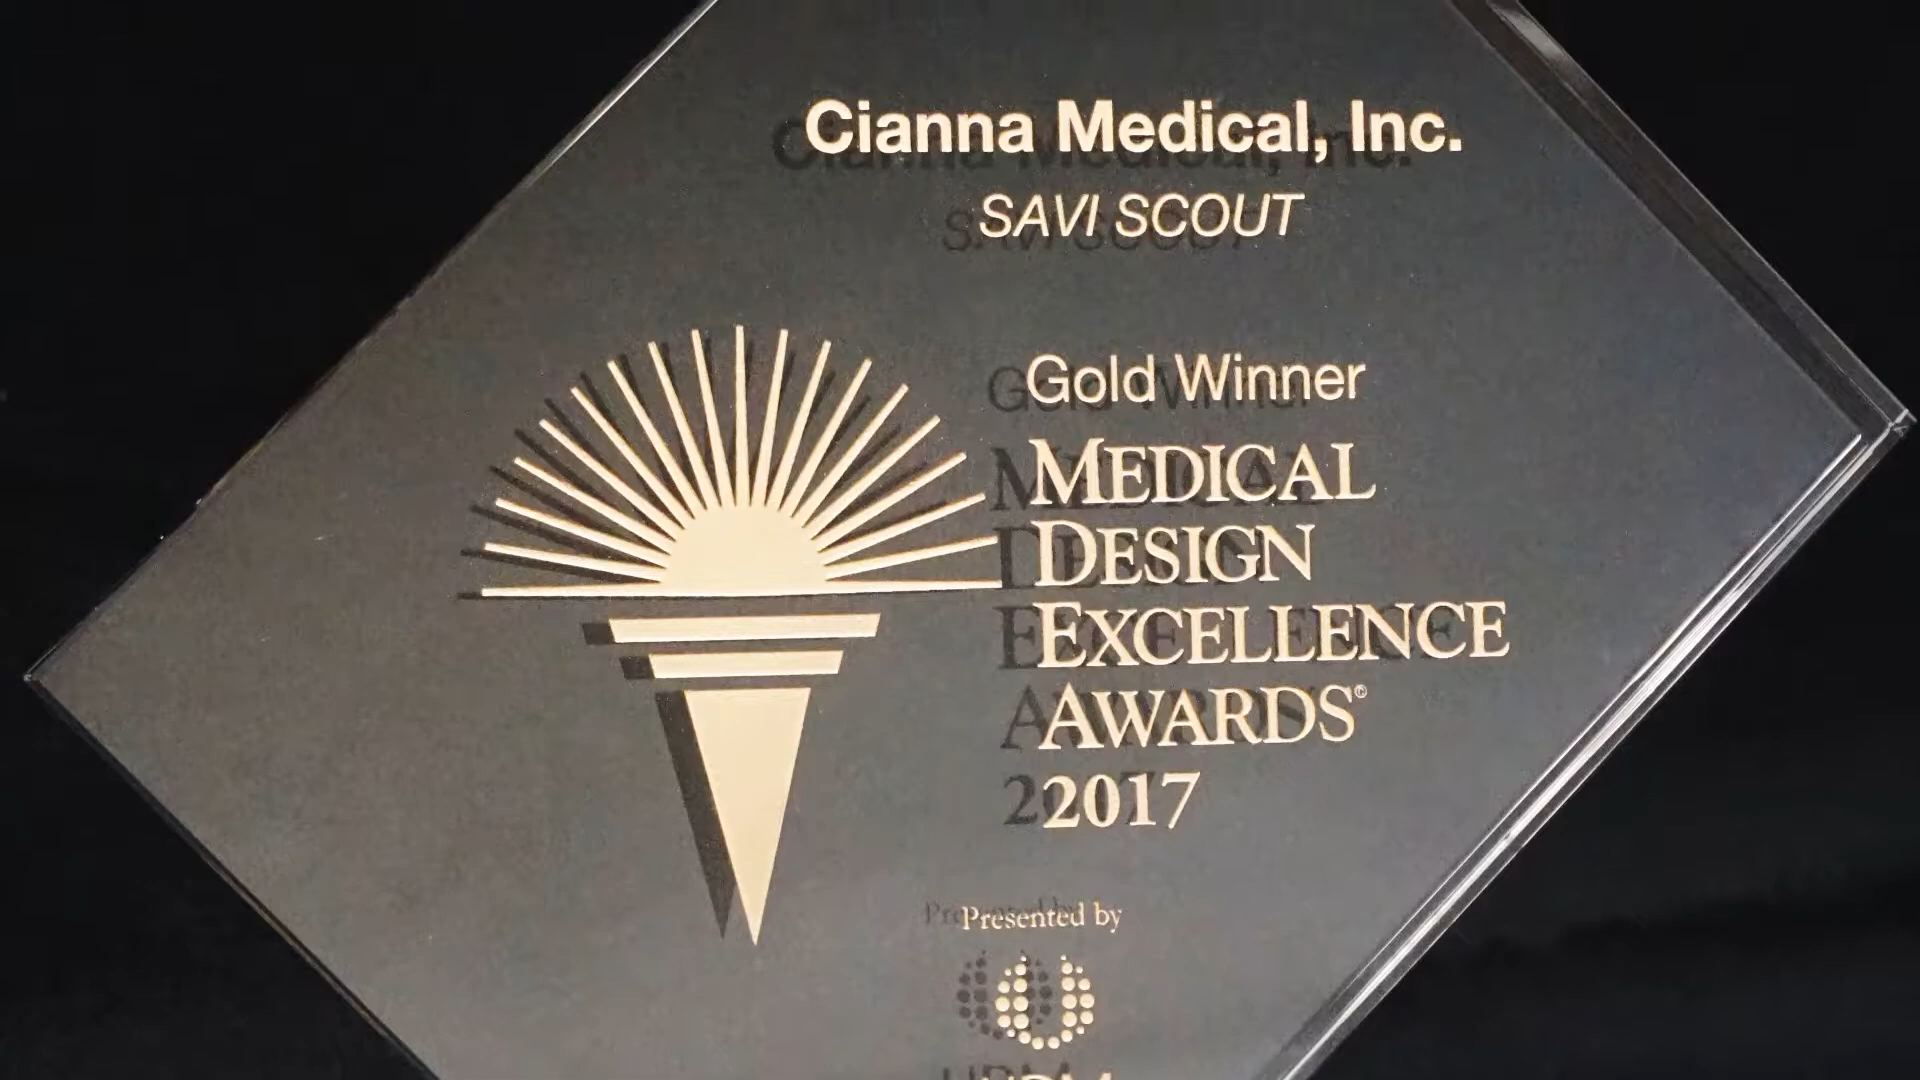 Cianna Medical, Inc.
SAVI SCOUT
Gold Winner
MEDICAL
DESIGN
EXCELLENCE
AWARDS©
2017
Presented by